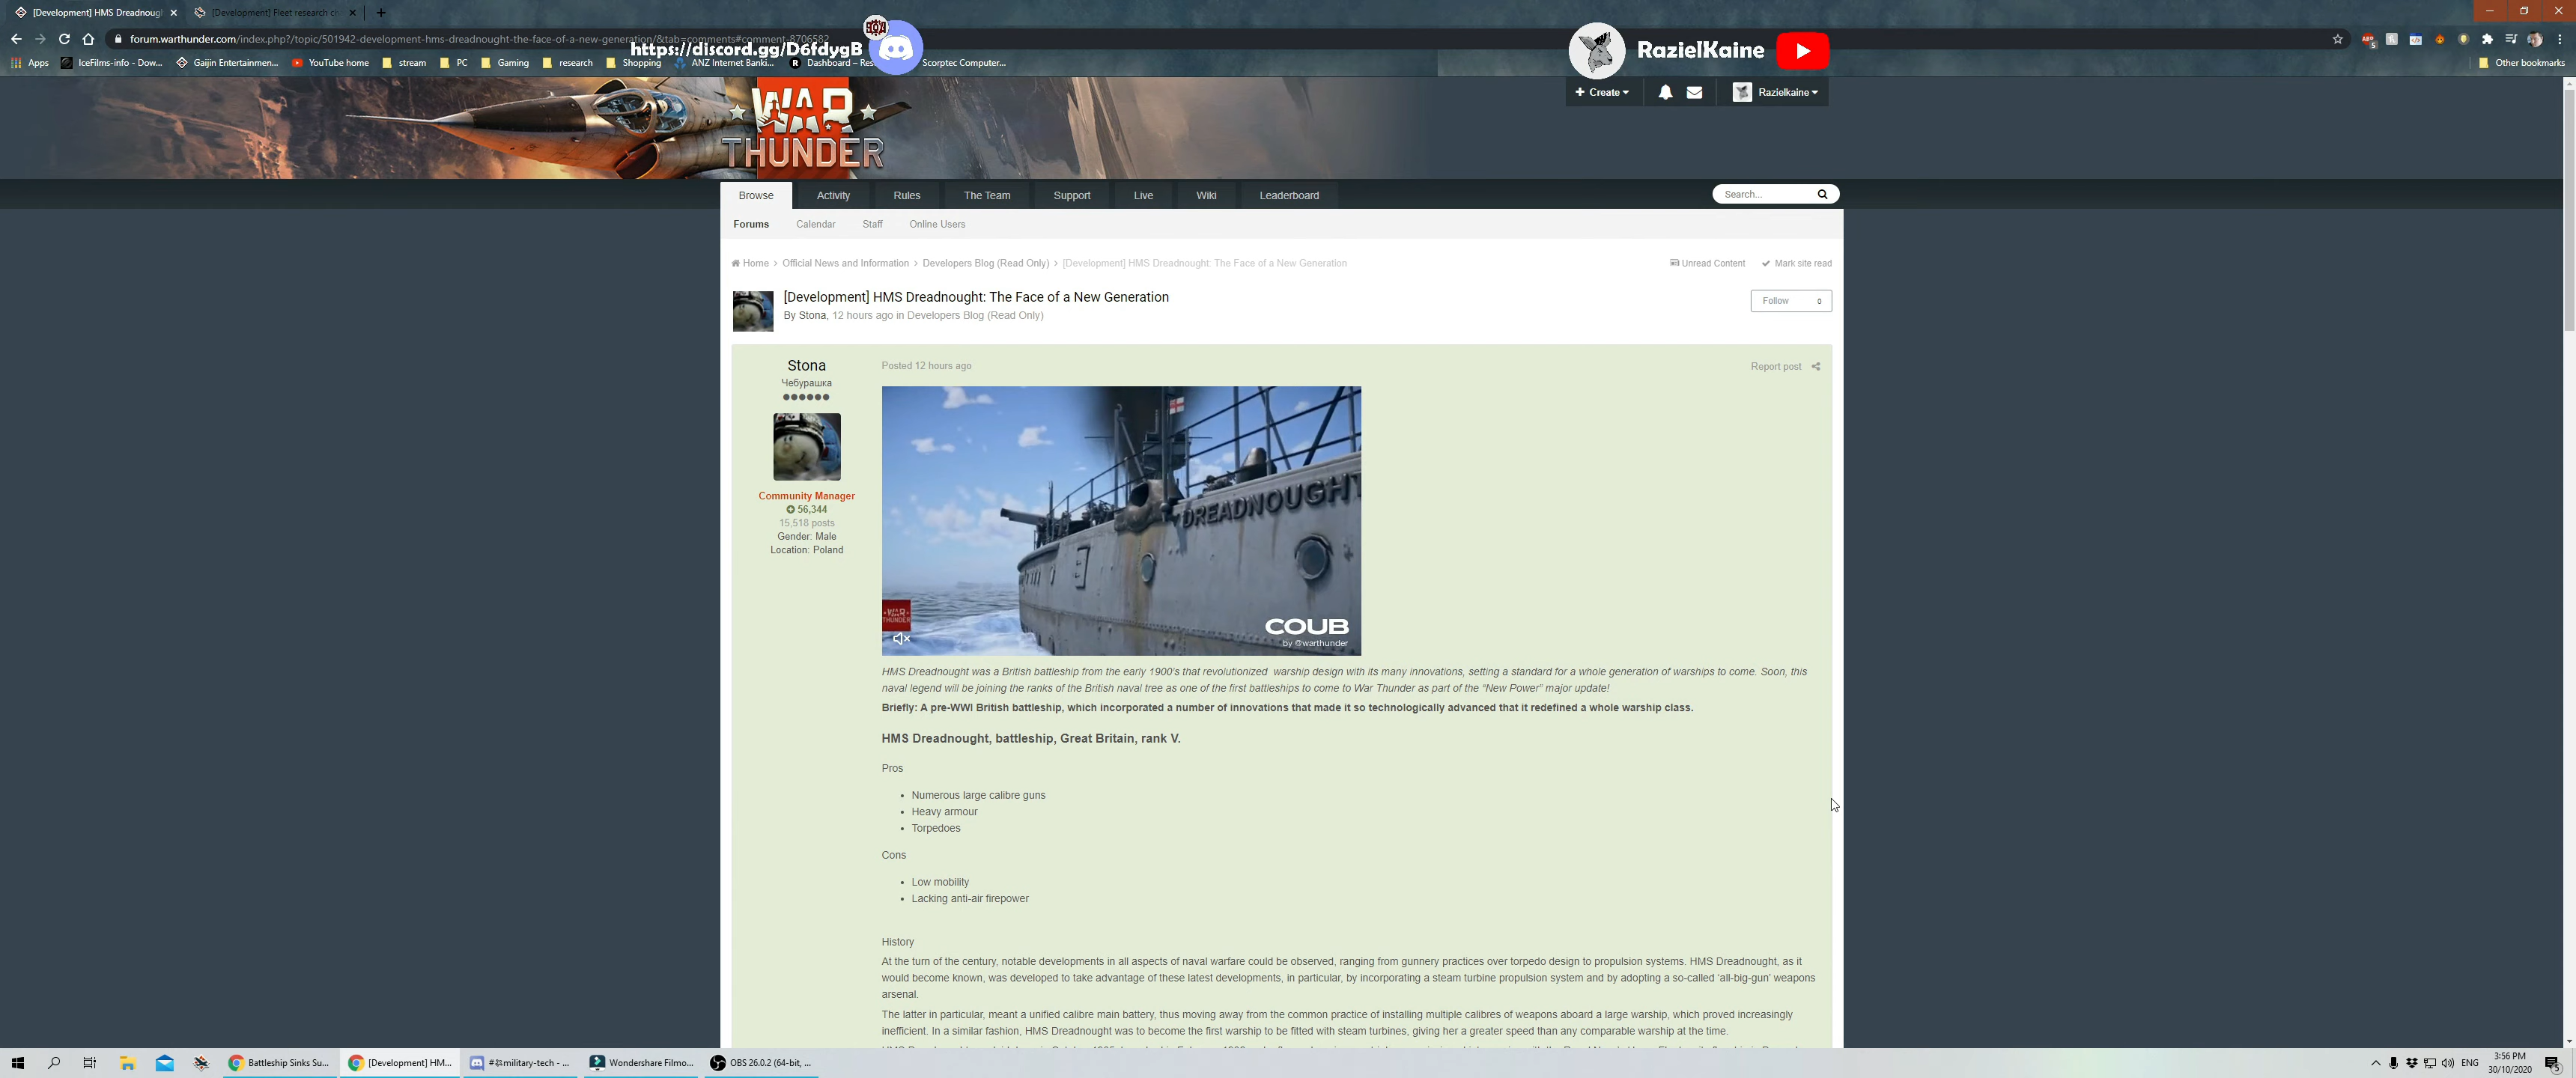 [Development] HMS Dreadnough
[Development] Fleet research c
forum.warthunder.com/index.php?/topic/501942-development-hms-dreadnought-the-face-of-a-new-generation/&tab=comments#comment-8706582
https://discord.gg/D6fdygB
RazielKaine
Apps
IceFilms-info - Dow...
Gaijin Entertainmen...
YouTube home
stream
PC
Gaming
research
Shopping
ANZ Internet Banki...
Dashboard – Res
Scorptec Computer...
Other bookmarks
WAR
THUNDER
Create
Razielkaine
Browse
Activity
Rules
The Team
Support
Live
Wiki
Leaderboard
Search...
Forums
Calendar
Staff
Online Users
Home > Official News and Information > Developers Blog (Read Only) > [Development] HMS Dreadnought: The Face of a New Generation
Unread Content
Mark site read
[Development] HMS Dreadnought: The Face of a New Generation
By Stona, 12 hours ago in Developers Blog (Read Only)
Follow 0
Stona
Чебурашка
Community Manager
56,344
15,518 posts
Gender: Male
Location: Poland
Posted 12 hours ago
Report post
DREADNOUGHT
WAR
THUNDER
COUB
by @warthunder
HMS Dreadnought was a British battleship from the early 1900's that revolutionized warship design with its many innovations, setting a standard for a whole generation of warships to come. Soon, this
naval legend will be joining the ranks of the British naval tree as one of the first battleships to come to War Thunder as part of the "New Power" major update!
Briefly: A pre-WWI British battleship, which incorporated a number of innovations that made it so technologically advanced that it redefined a whole warship class.
HMS Dreadnought, battleship, Great Britain, rank V.
Pros
• Numerous large calibre guns
• Heavy armour
• Torpedoes
Cons
• Low mobility
• Lacking anti-air firepower
History
At the turn of the century, notable developments in all aspects of naval warfare could be observed, ranging from gunnery practices over torpedo design to propulsion systems. HMS Dreadnought, as it
would become known, was developed to take advantage of these latest developments, in particular, by incorporating a steam turbine propulsion system and by adopting a so-called 'all-big-gun' weapons
arsenal.
The latter in particular, meant a unified calibre main battery, thus moving away from the common practice of installing multiple calibres of weapons aboard a large warship, which proved increasingly
inefficient. In a similar fashion, HMS Dreadnought was to become the first warship to be fitted with steam turbines, giving her a greater speed than any comparable warship at the time.
Battleship Sinks Su...
[Development] HM...
military-tech - ...
Wondershare Filmo...
OBS 26.0.2 (64-bit, ...
ENG
3:56 PM
30/10/2020